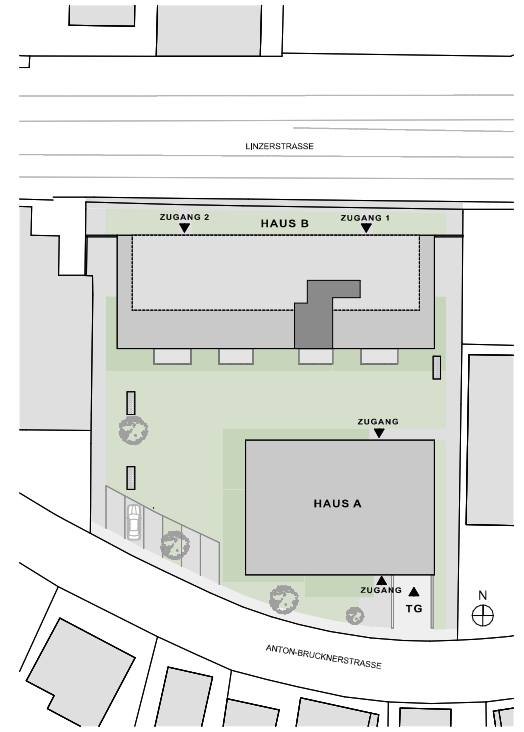 LINZERSTRASSE
ZUGANG 2
HAUS B
ZUGANG 1
ZUGANG
HAUS A
ZUGANG
TG
N
ANTON-BRUCKNERSTRASSE